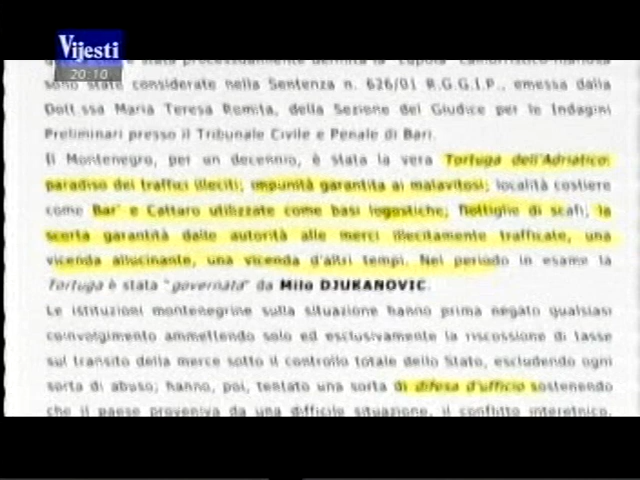 Vijesti
20:10
è stata processualmente definita la "cupola"
sono state considerate nella Sentenza n. 626/01 R.G.G.I.P., emessa dalla
Dott.ssa Maria Teresa Romita, della Sezione del Giudice per le Indagini
Preliminari presso il Tribunale Civile e Penale di Bari.
Il Montenegro, per un decennio, è stata la vera Tortuga dell'Adriatico:
paradiso dei traffici illeciti; impunità garantita ai malavitosi; località costiere
come Bar e Cattaro utilizzate come basi logostiche; flottiglie di scafi; la
scorta garantità dalle autorità alle merci illecitamente trafficate, una
vicenda allucinante, una vicenda d'altri tempi. Nel periodo in esame la
Tortuga è stata "governata" da Milo DJUKANOVIC.
Le istituzioni montenegrine sulla situazione hanno prima negato qualsiasi
coinvolgimento ammettendo solo ed esclusivamente la riscossione di tasse
sul transito della merce sotto il controllo totale dello Stato, escludendo ogni
sorta di abuso; hanno, poi, tentato una sorta di difesa d'ufficio sostenendo
che il paese proveniva da una difficile situazione, il conflitto interetnico,